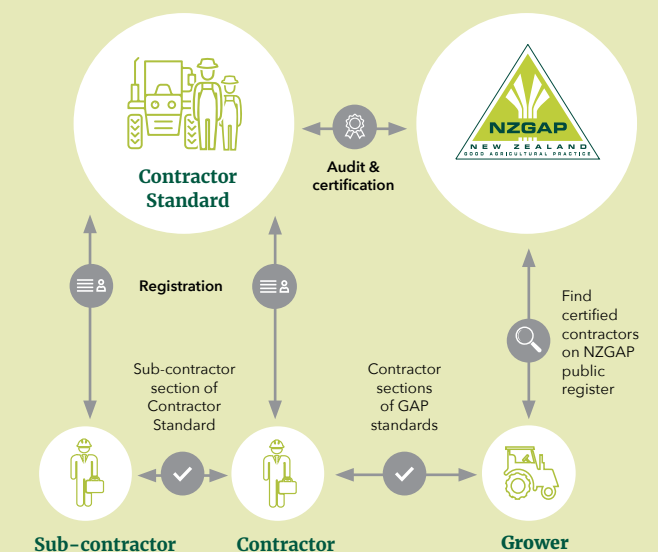 NZGAP
NEW ZEALAND
GOOD AGRICULTURAL PRACTICE
Contractor
Standard
Audit &
certification
Registration
Find
certified
contractors
on NZGAP
public
register
Sub-contractor
section of
Contractor
Standard
Contractor
sections
of GAP
standards
Sub-contractor
Contractor
Grower